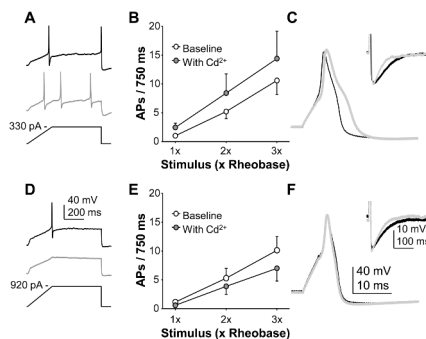 A
330 pA -
B
APs / 750 ms
20
15
10
5
0
Baseline
With Cd2+
1x 2x 3x
Stimulus (x Rheobase)
C
D
40 mV
200 ms
920 pA -
E
APs / 750 ms
20
15
10
5
0
Baseline
With Cd2+
1x 2x 3x
Stimulus (x Rheobase)
F
10 mV
100 ms
40 mV
10 ms